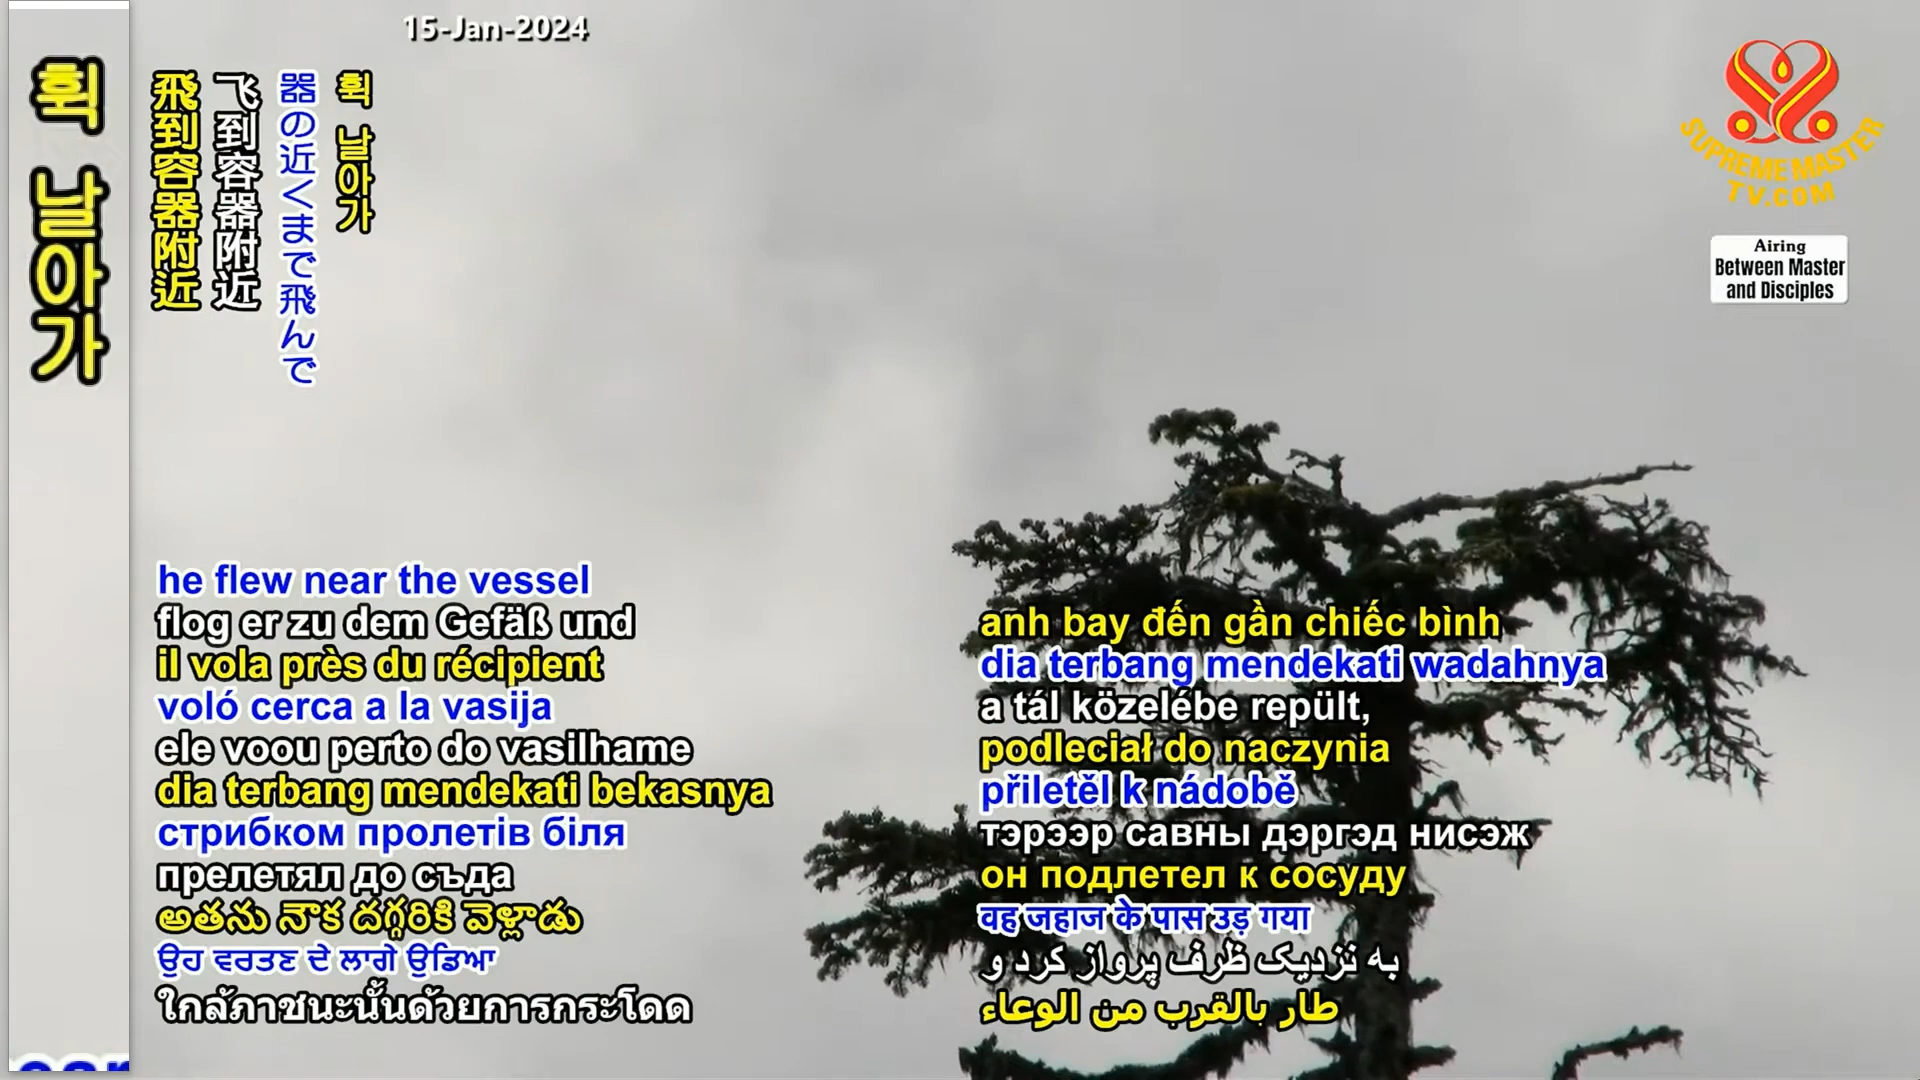 15-Jan-2024
휙 날아가
飛到容器附近
飞到容器附近
器の近くまで飛んで
휙 날아가
SUPREME MASTER
TV.COM
Airing
Between Master
and Disciples
he flew near the vessel
flog er zu dem Gefäß und
il vola près du récipient
voló cerca a la vasija
ele voou perto do vasilhame
dia terbang mendekati bekasnya
стрибком пролетів біля
прелетял до съда
అతను నౌక దగ్గరికి వెళ్లాడు
ਉਹ ਵਰਤਣ ਦੇ ਲਾਗੇ ਉਡਿਆ
ใกล้ภาชนะนั้นด้วยการกระโดด
anh bay đến gần chiếc bình
dia terbang mendekati wadahnya
a tál közelébe repült,
podleciał do naczynia
přiletěl k nádobě
тэрээр савны дэргэд нисэж
он подлетел к сосуду
वह जहाज के पास उड़ गया
به نزدیک ظرف پرواز کرد و
طار بالقرب من الوعاء